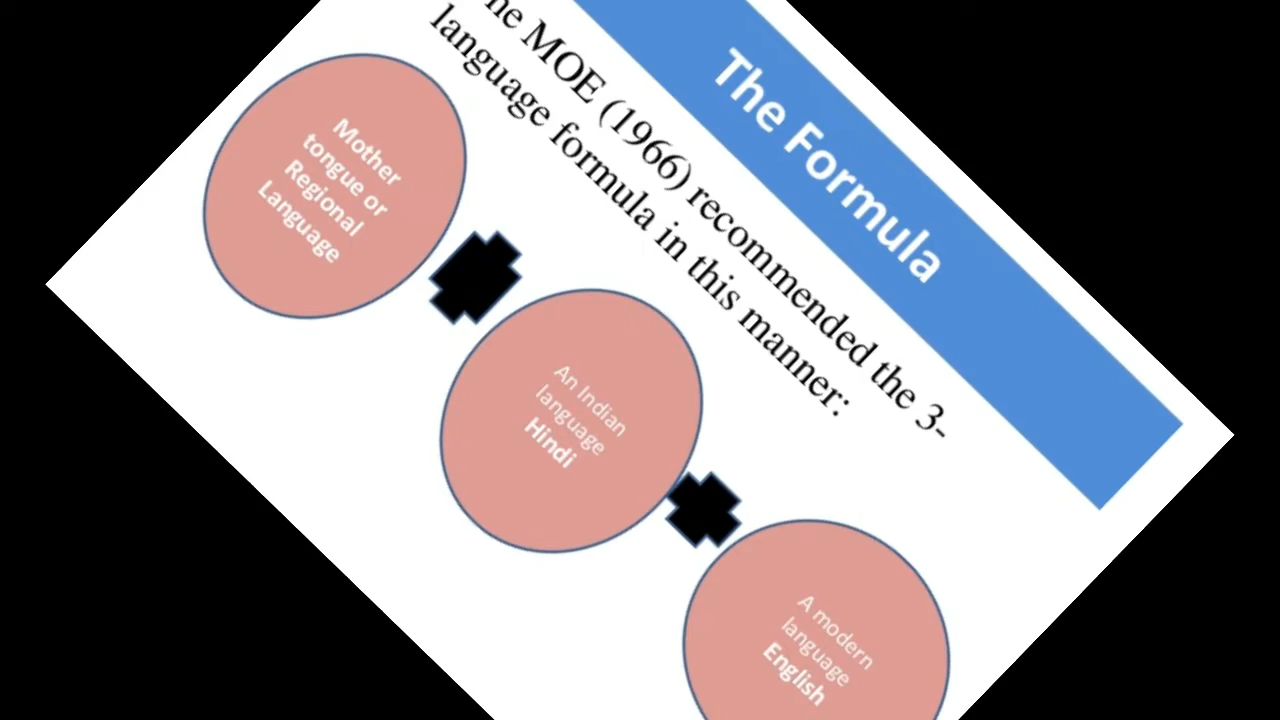 The Formula
MOE (1966) recommended the 3-
language formula in this manner:
Mother
tongue or
Regional
Language
An Indian
language
Hindi
A modern
language
English